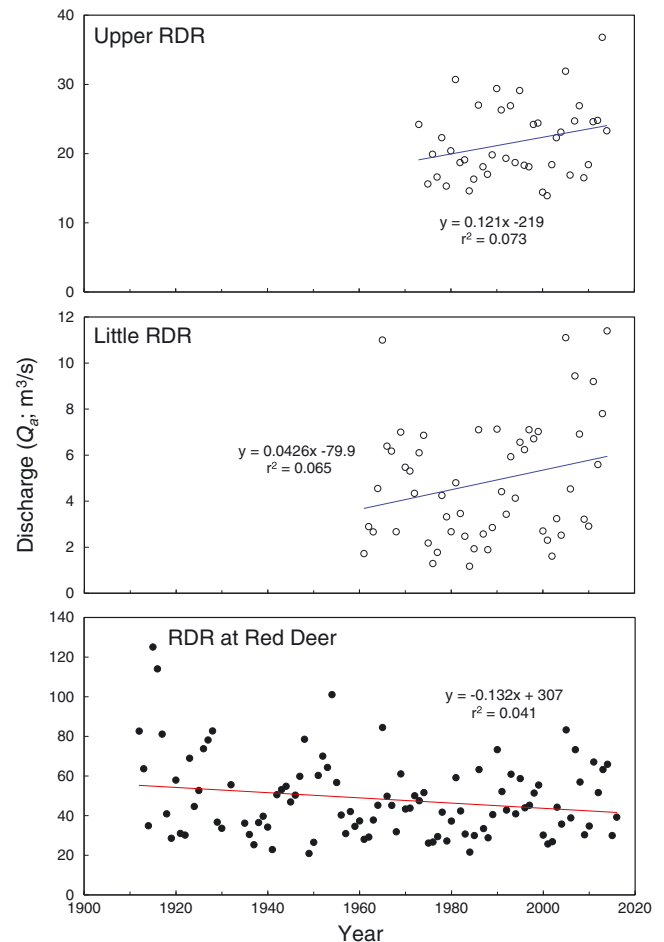 Upper RDR
40
30
20
10
0
y = 0.121x -219
r² = 0.073
Little RDR
12
10
8
6
4
2
0
y = 0.0426x -79.9
r² = 0.065
Discharge (Qₐ; m³/s)
RDR at Red Deer
140
120
100
80
60
40
20
0
y = -0.132x + 307
r² = 0.041
1900 1920 1940 1960 1980 2000 2020
Year